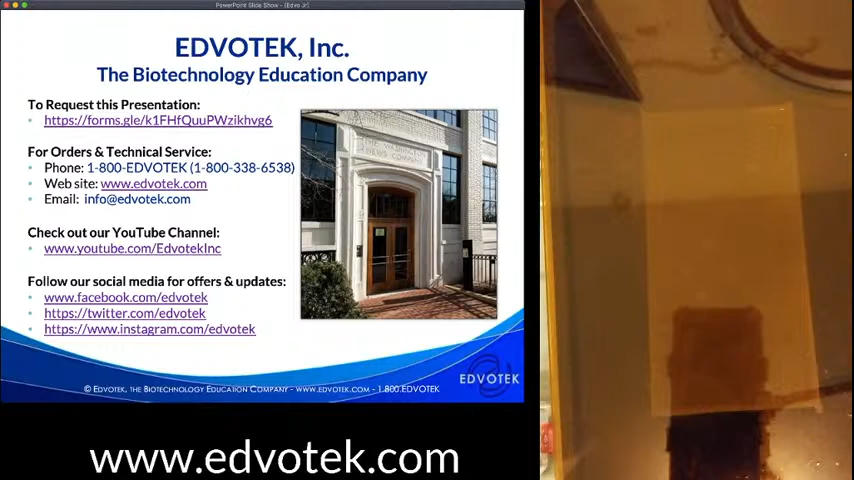 PowerPoint Slide Show - [Edvo Jr]
EDVOTEK, Inc.
The Biotechnology Education Company
To Request this Presentation:
https://forms.gle/k1FHfQuuPWzikhvg6
For Orders & Technical Service:
Phone: 1-800-EDVOTEK (1-800-338-6538)
Web site: www.edvotek.com
Email: info@edvotek.com
Check out our YouTube Channel:
www.youtube.com/EdvotekInc
Follow our social media for offers & updates:
www.facebook.com/edvotek
https://twitter.com/edvotek
https://www.instagram.com/edvotek
THE WASHINGTON
NEWS COMPANY
EDVOTEK
© EDVOTEK, THE BIOTECHNOLOGY EDUCATION COMPANY - WWW.EDVOTEK.COM - 1.800.EDVOTEK
www.edvotek.com